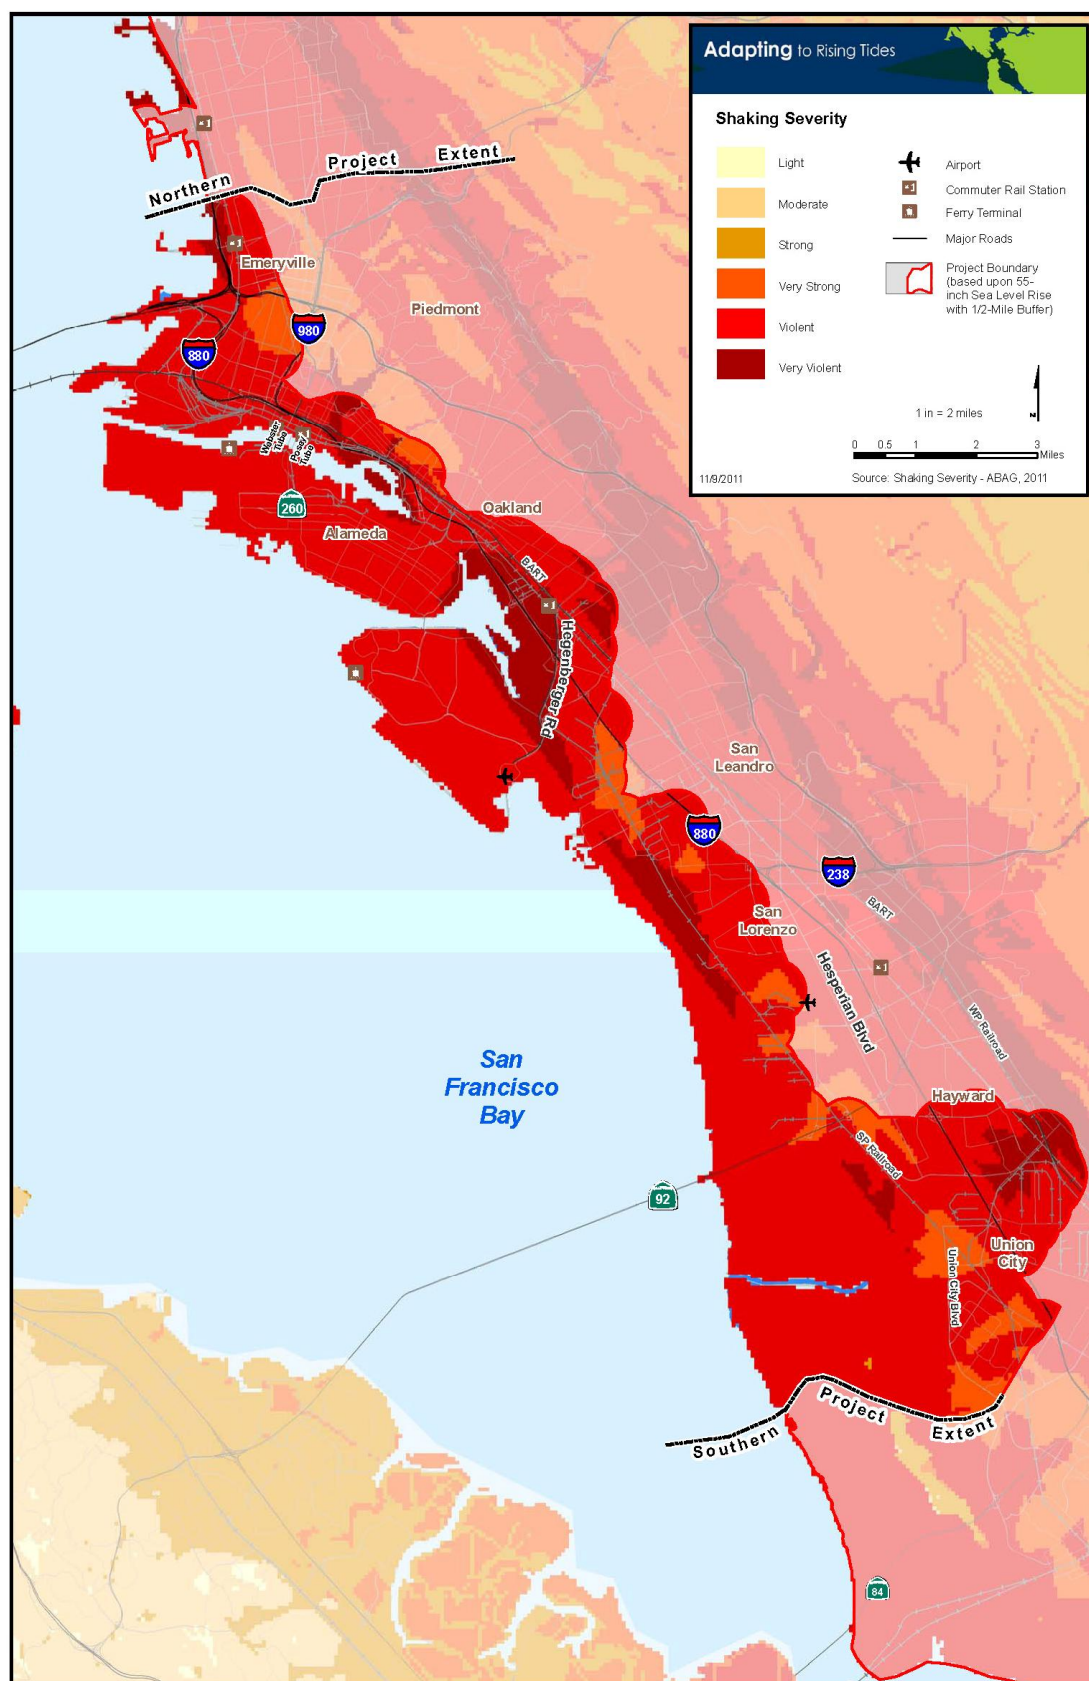 Adapting to Rising Tides
Shaking Severity
Light
Moderate
Strong
Very Strong
Violent
Very Violent
Airport
Commuter Rail Station
Ferry Terminal
Major Roads
Project Boundary
(based upon 55-
inch Sea Level Rise
with 1/2-Mile Buffer)
1 in = 2 miles
N
0 0.5 1 2 3
Miles
11/9/2011
Source: Shaking Severity - ABAG, 2011
Northern Project Extent
Emeryville
Piedmont
980
880
Webster
Tube
Posey
Tube
260
Alameda
Oakland
BART
Hegenberger Rd
San
Leandro
880
238
BART
San
Lorenzo
Hesperian Blvd
WP Railroad
San
Francisco
Bay
Hayward
SP Railroad
92
Union
City
Union City Blvd
Southern Project Extent
84